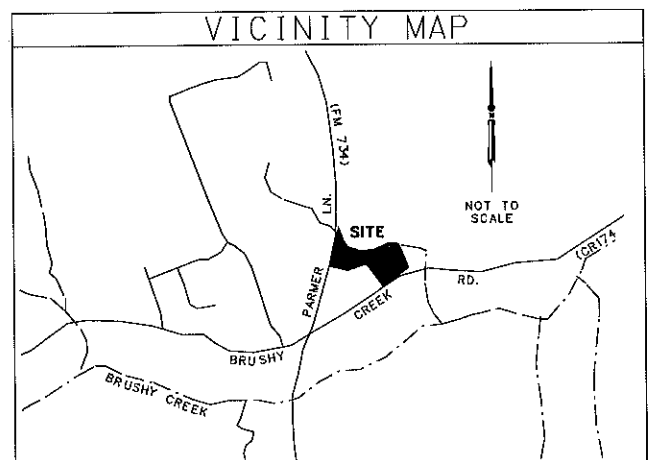 VICINITY MAP
(FM 734)
LN.
PARMER
SITE
NOT TO
SCALE
(CR174
RD.
CREEK
BRUSHY
BRUSHY CREEK